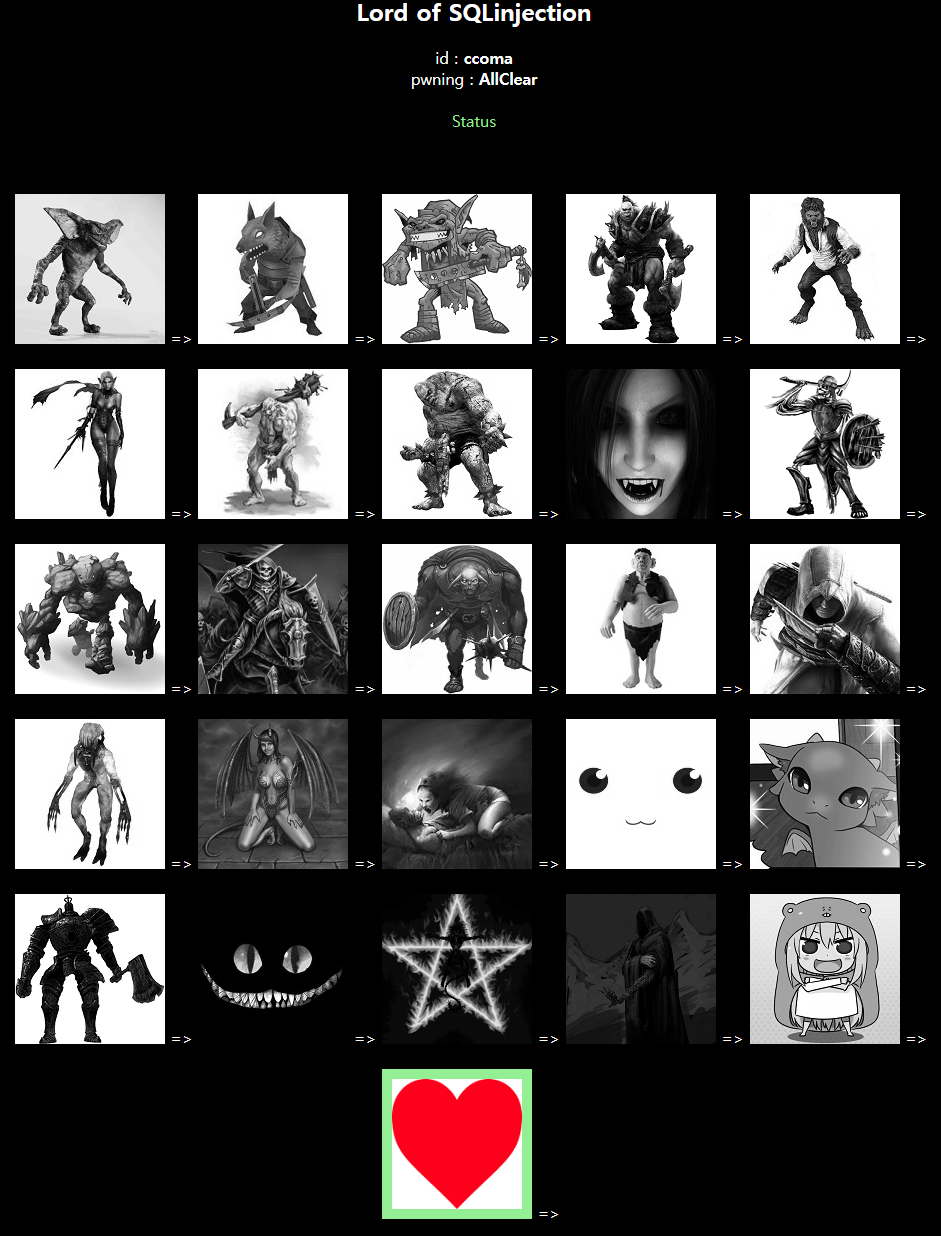 Lord of SQLinjection
id : ccoma
pwning : AllClear
Status
=> => => => =>
=> => => => =>
=> => => => =>
=> => => => =>
=> => => => =>
=>